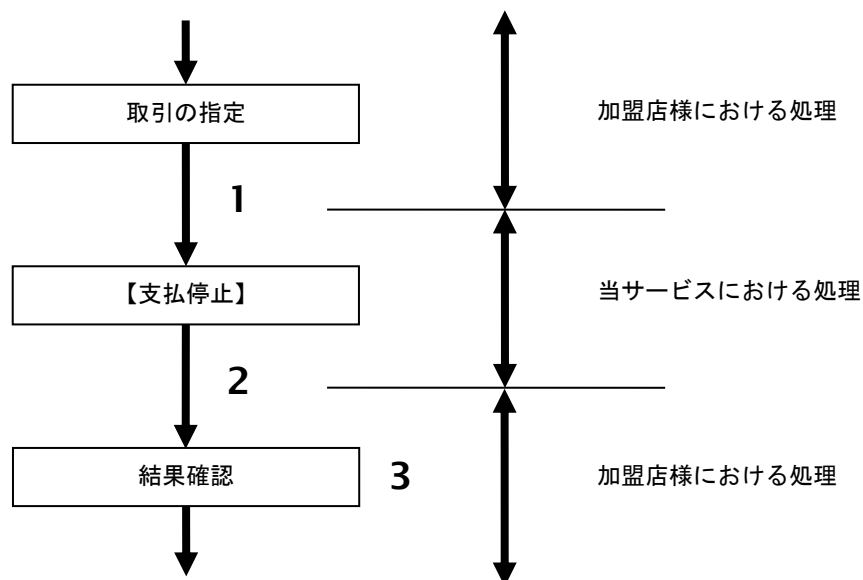 取引の指定
加盟店様における処理
1
【支払停止】
当サービスにおける処理
2
結果確認
3
加盟店様における処理